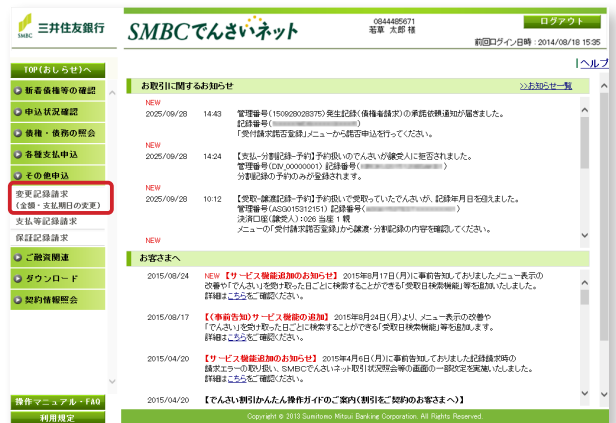 SMBC 三井住友銀行
SMBCでんさいネット
0844485671
若草 太郎 様
ログアウト
前回ログイン日時 : 2014/08/18 15:35
ヘルプ
TOP(おしらせ)へ
新着債権等の確認
申込状況確認
債権・債務の照会
各種支払申込
その他申込
変更記録請求
(金額・支払期日の変更)
支払等記録請求
保証記録請求
ご融資関連
ダウンロード
契約情報照会
操作マニュアル・FAQ
利用規定
お取引に関するお知らせ
>>お知らせ一覧
NEW
2025/09/28 14:43 管理番号(150928028375)発生記録(債権者請求)の承諾依頼通知が届きました。
記録番号( )
「受付請求諾否登録」メニューから諾否申込を行ってください。
NEW
2025/09/28 14:24 【支払-分割記録-予約】予約扱いのでんさいが譲受人に拒否されました。
管理番号(DIV_00000001) 記録番号( )
分割記録の予約のみが登録されます。
NEW
2025/09/28 10:12 【受取-譲渡記録-予約】予約扱いで受取っていたでんさいが、記録年月日を迎えました。
管理番号(ASG015312151) 記録番号( )
決済口座(譲受人):026 当座 1 親
メニューの「受付請求諾否登録」から譲渡・分割記録の内容を確認してください。
NEW
お客さまへ
2015/08/24 NEW 【サービス機能追加のお知らせ】 2015年8月17日(月)に事前告知しておりましたメニュー表示の
改善や「でんさい」を受け取った日ごとに検索することができる「受取日検索機能」等を追加いたしました。
詳細はこちらをご確認ください。
2015/08/17 【(事前告知)サービス機能の追加】 2015年8月24日(月)より、メニュー表示の改善や
「でんさい」を受け取った日ごとに検索することができる「受取日検索機能」等を追加します。
詳細はこちらをご確認ください。
2015/04/20 【サービス機能追加のお知らせ】 2015年4月6日(月)に事前告知しておりました記録請求時の
請求エラーの取り扱い、SMBCでんさいネット取引状況照会等の画面の一部改定を実施いたしました。
詳細はこちらをご確認ください。
2015/04/20 【でんさい割引かんたん操作ガイドのご案内(割引をご契約のお客さまへ)】
Copyright © 2013 Sumitomo Mitsui Banking Corporation. All Rights Reserved.